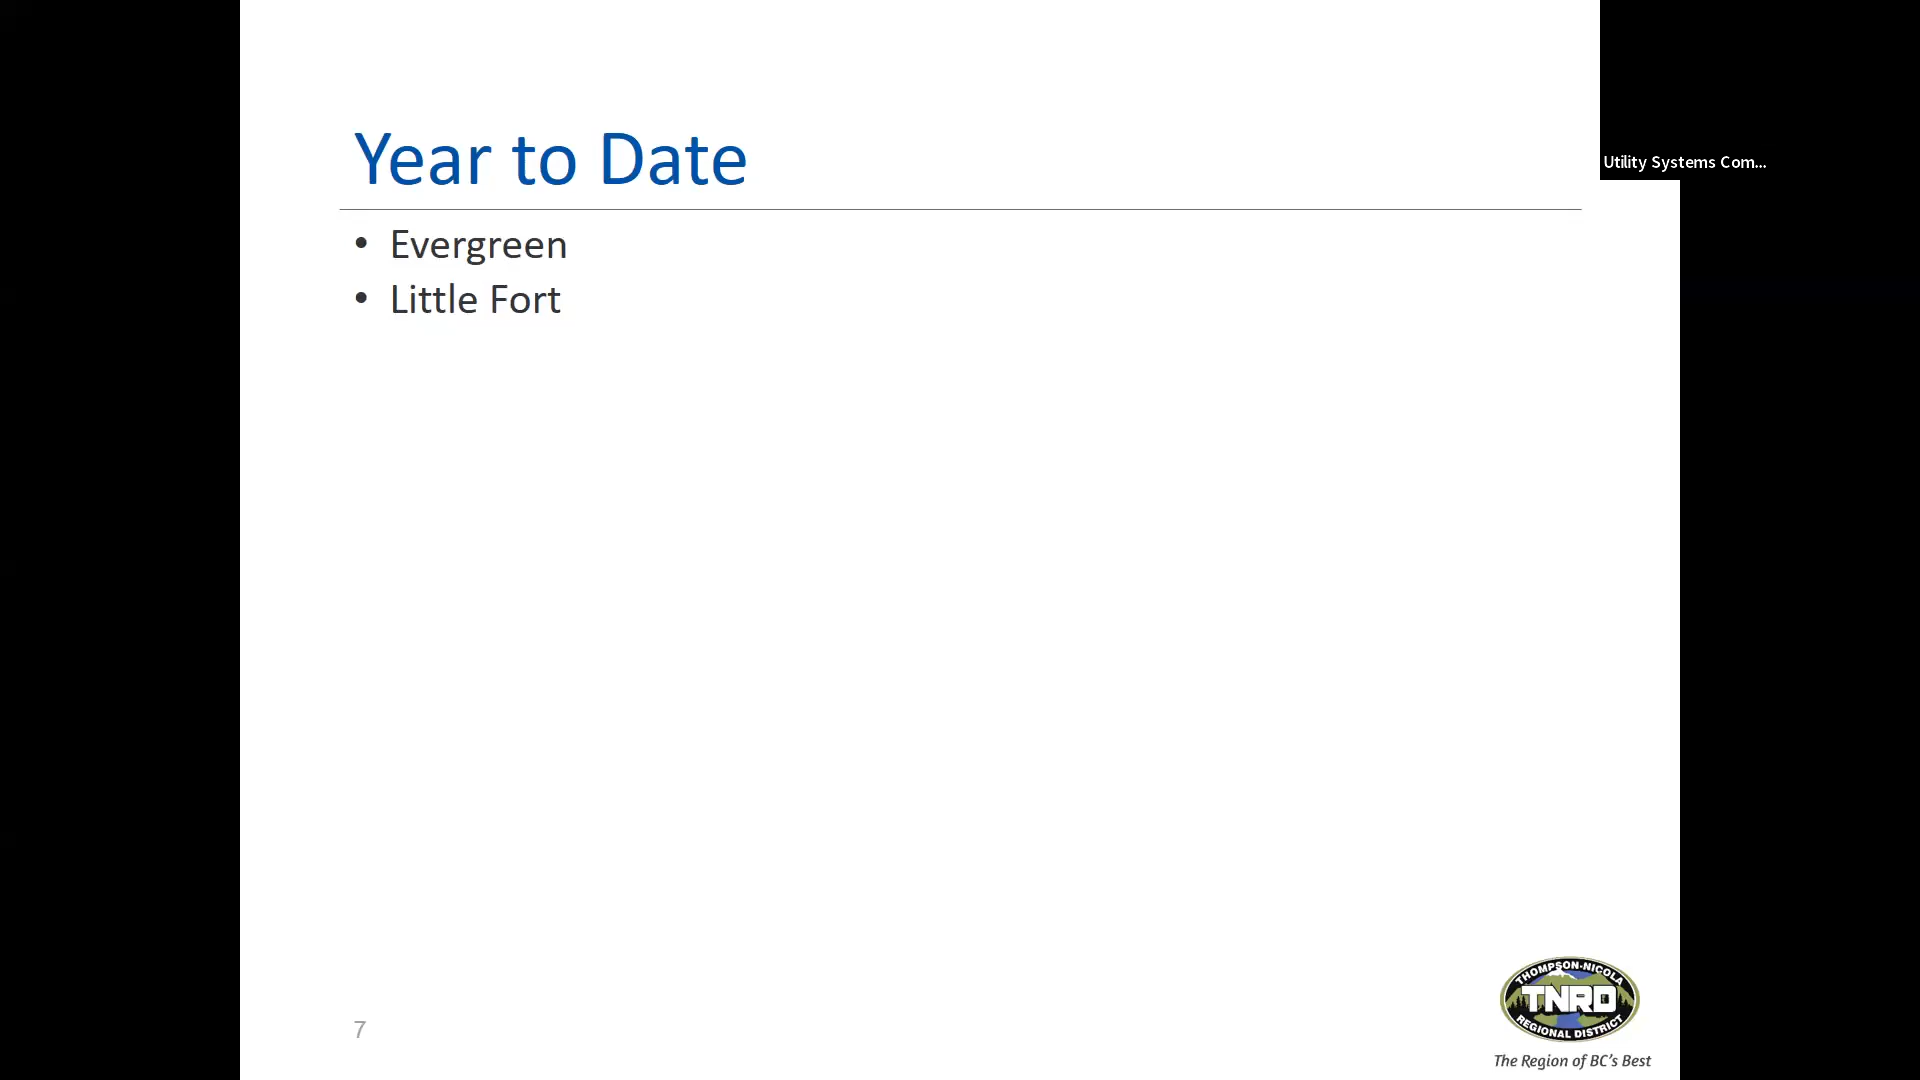 Year to Date
Utility Systems Com...
• Evergreen
• Little Fort
7
THOMPSON-NICOLA
TNRD
REGIONAL DISTRICT
The Region of BC's Best